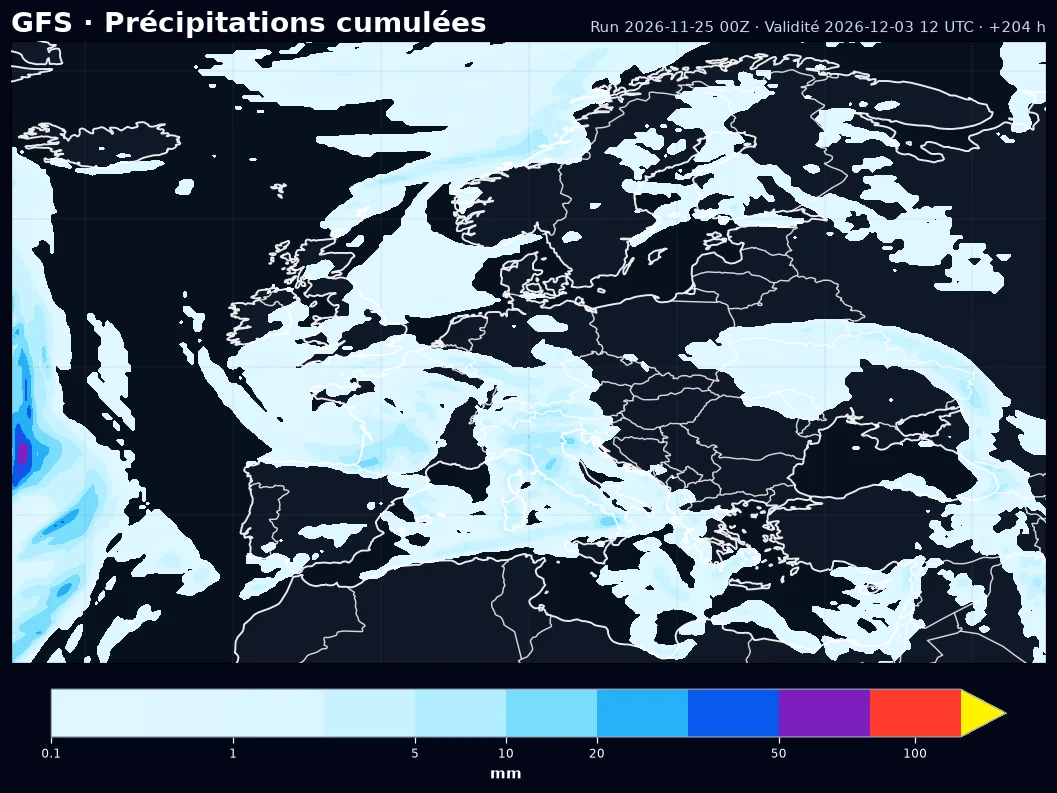 GFS · Précipitations cumulées
Run 2026-11-25 00Z · Validité 2026-12-03 12 UTC · +204 h
0.1 1 5 10 20 50 100
mm